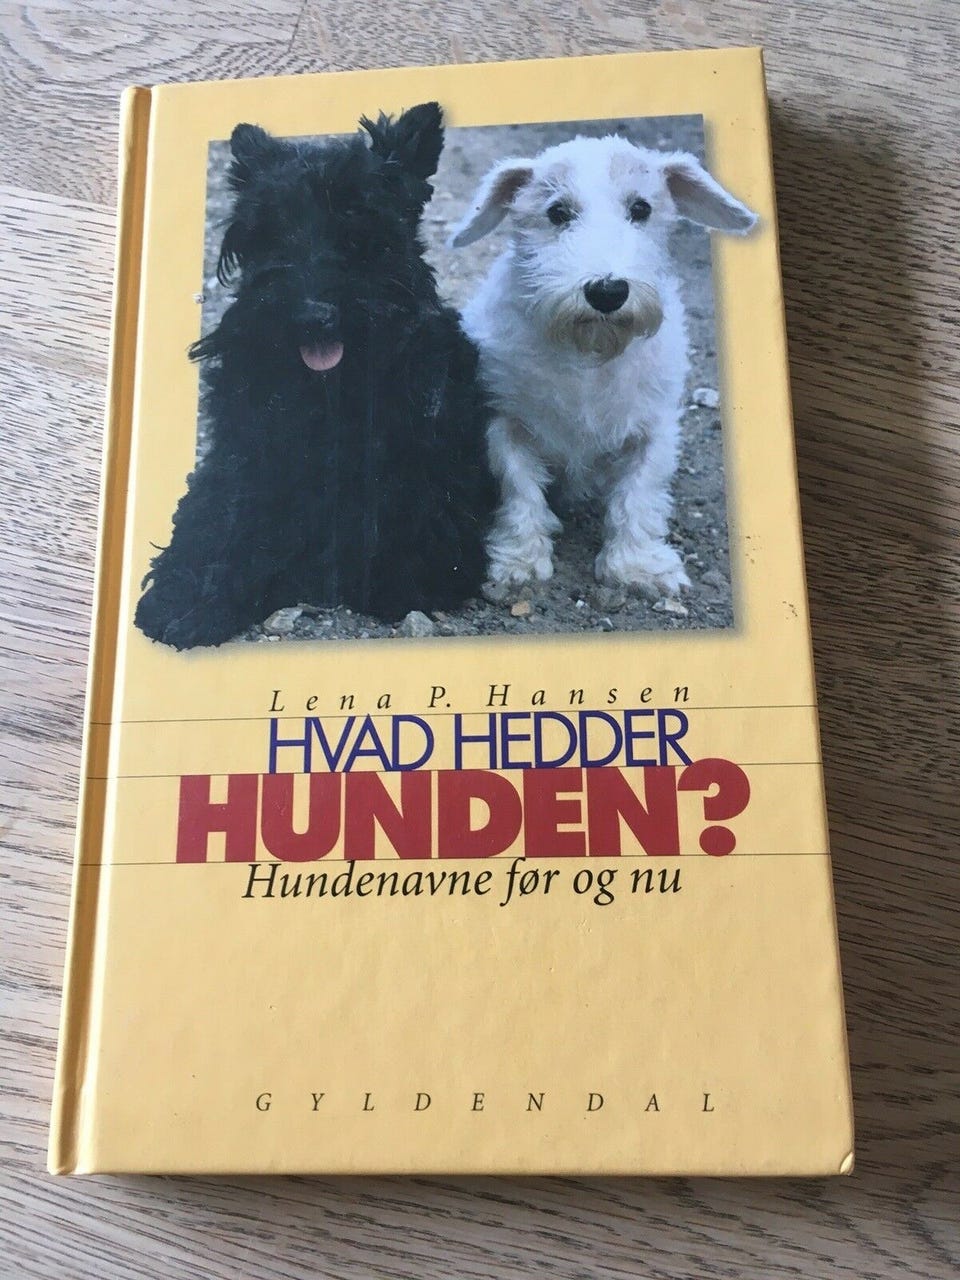 Lena P. Hansen
HVAD HEDDER
HUNDEN?
Hundenavne før og nu
GYLDENDAL